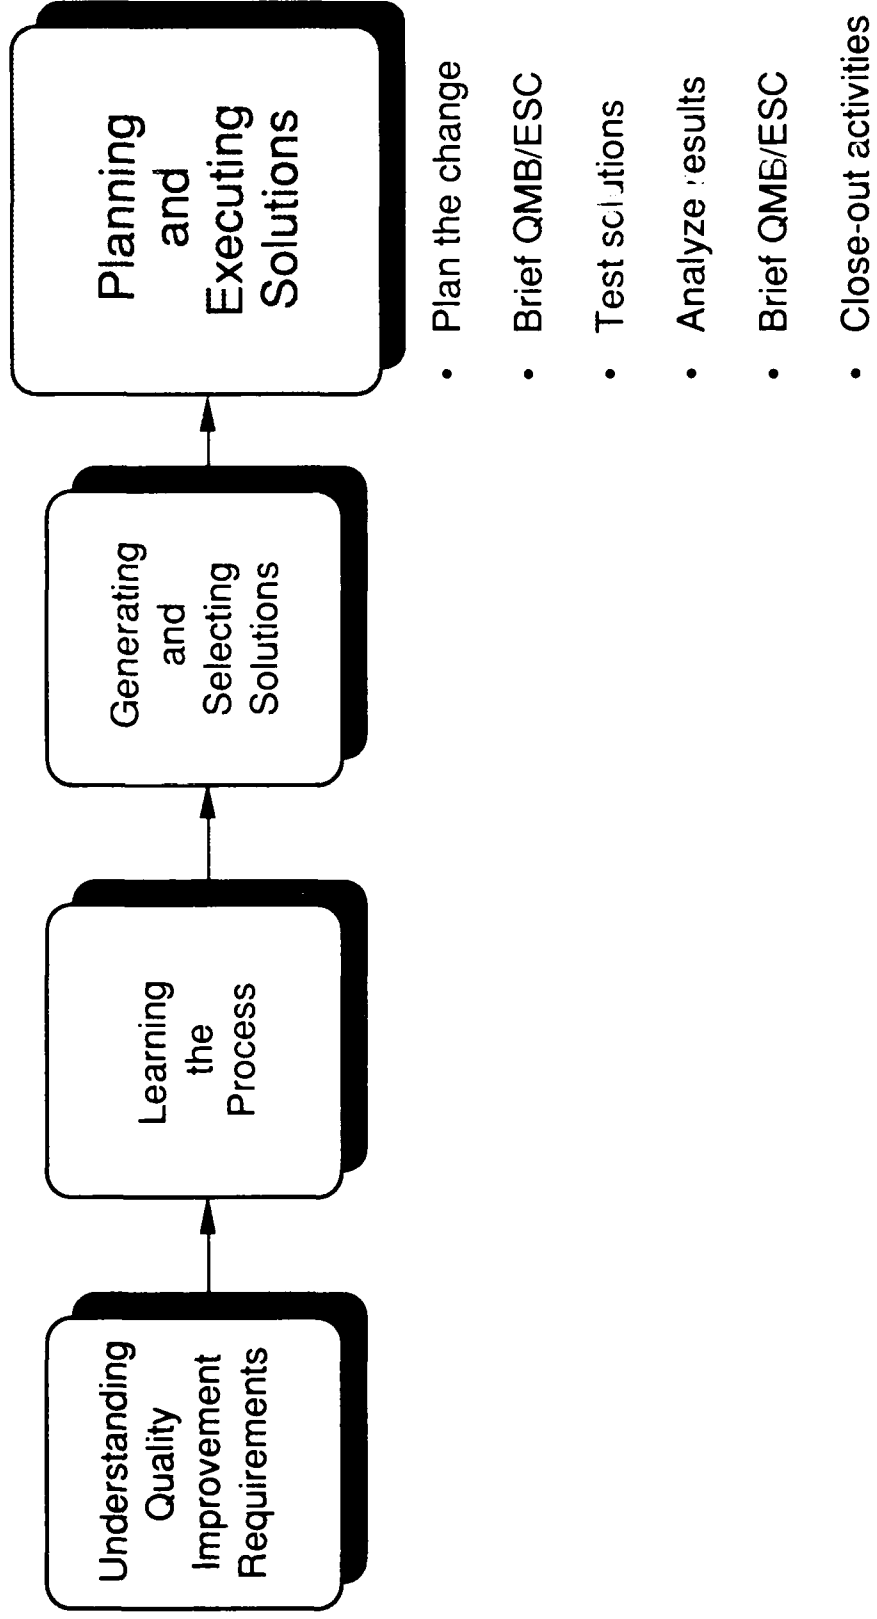 Understanding
Quality
Improvement
Requirements
Learning
the
Process
Generating
and
Selecting
Solutions
Planning
and
Executing
Solutions
• Plan the change
• Brief QMB/ESC
• Test solutions
• Analyze results
• Brief QMB/ESC
• Close-out activities